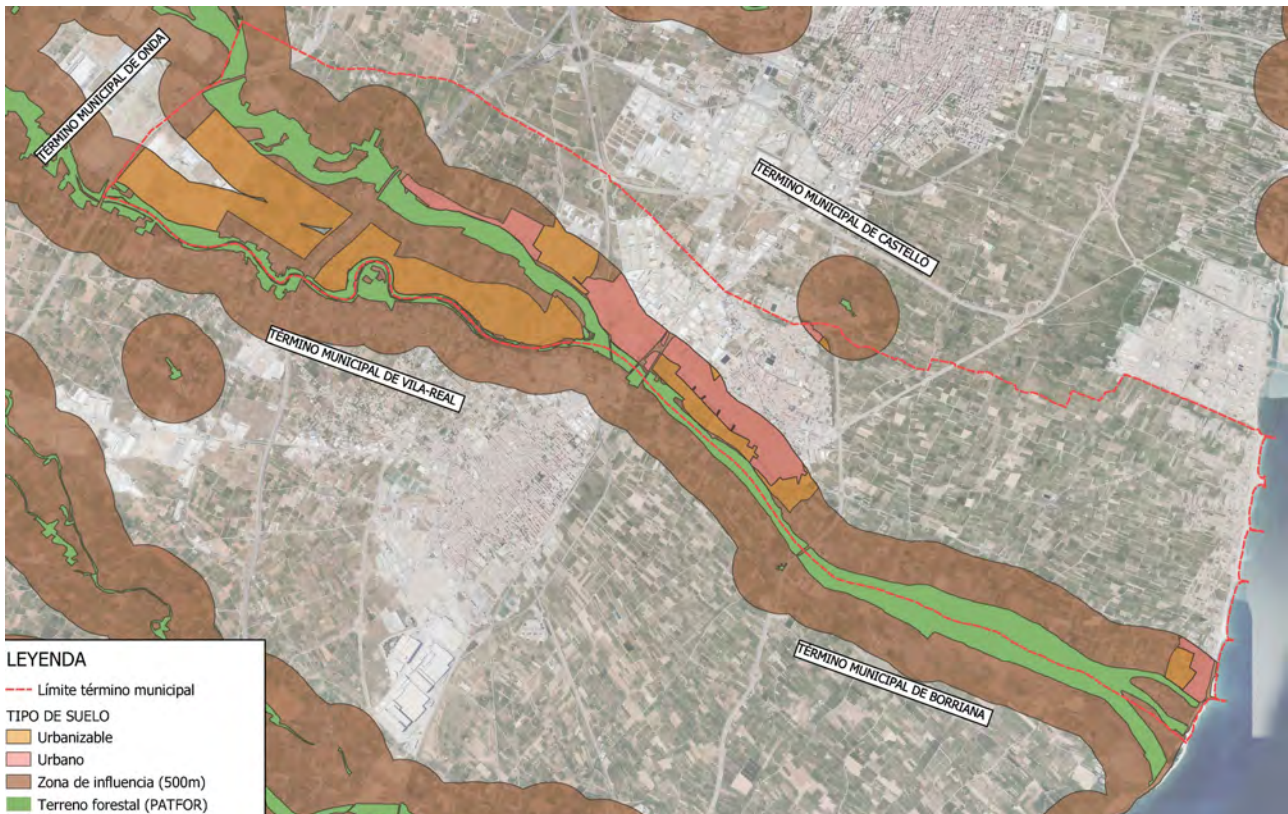 TÉRMINO MUNICIPAL DE ONDA
TÉRMINO MUNICIPAL DE CASTELLÓ
TÉRMINO MUNICIPAL DE VILA-REAL
TÉRMINO MUNICIPAL DE BORRIANA
LEYENDA
Límite término municipal
TIPO DE SUELO
Urbanizable
Urbano
Zona de influencia (500m)
Terreno forestal (PATFOR)